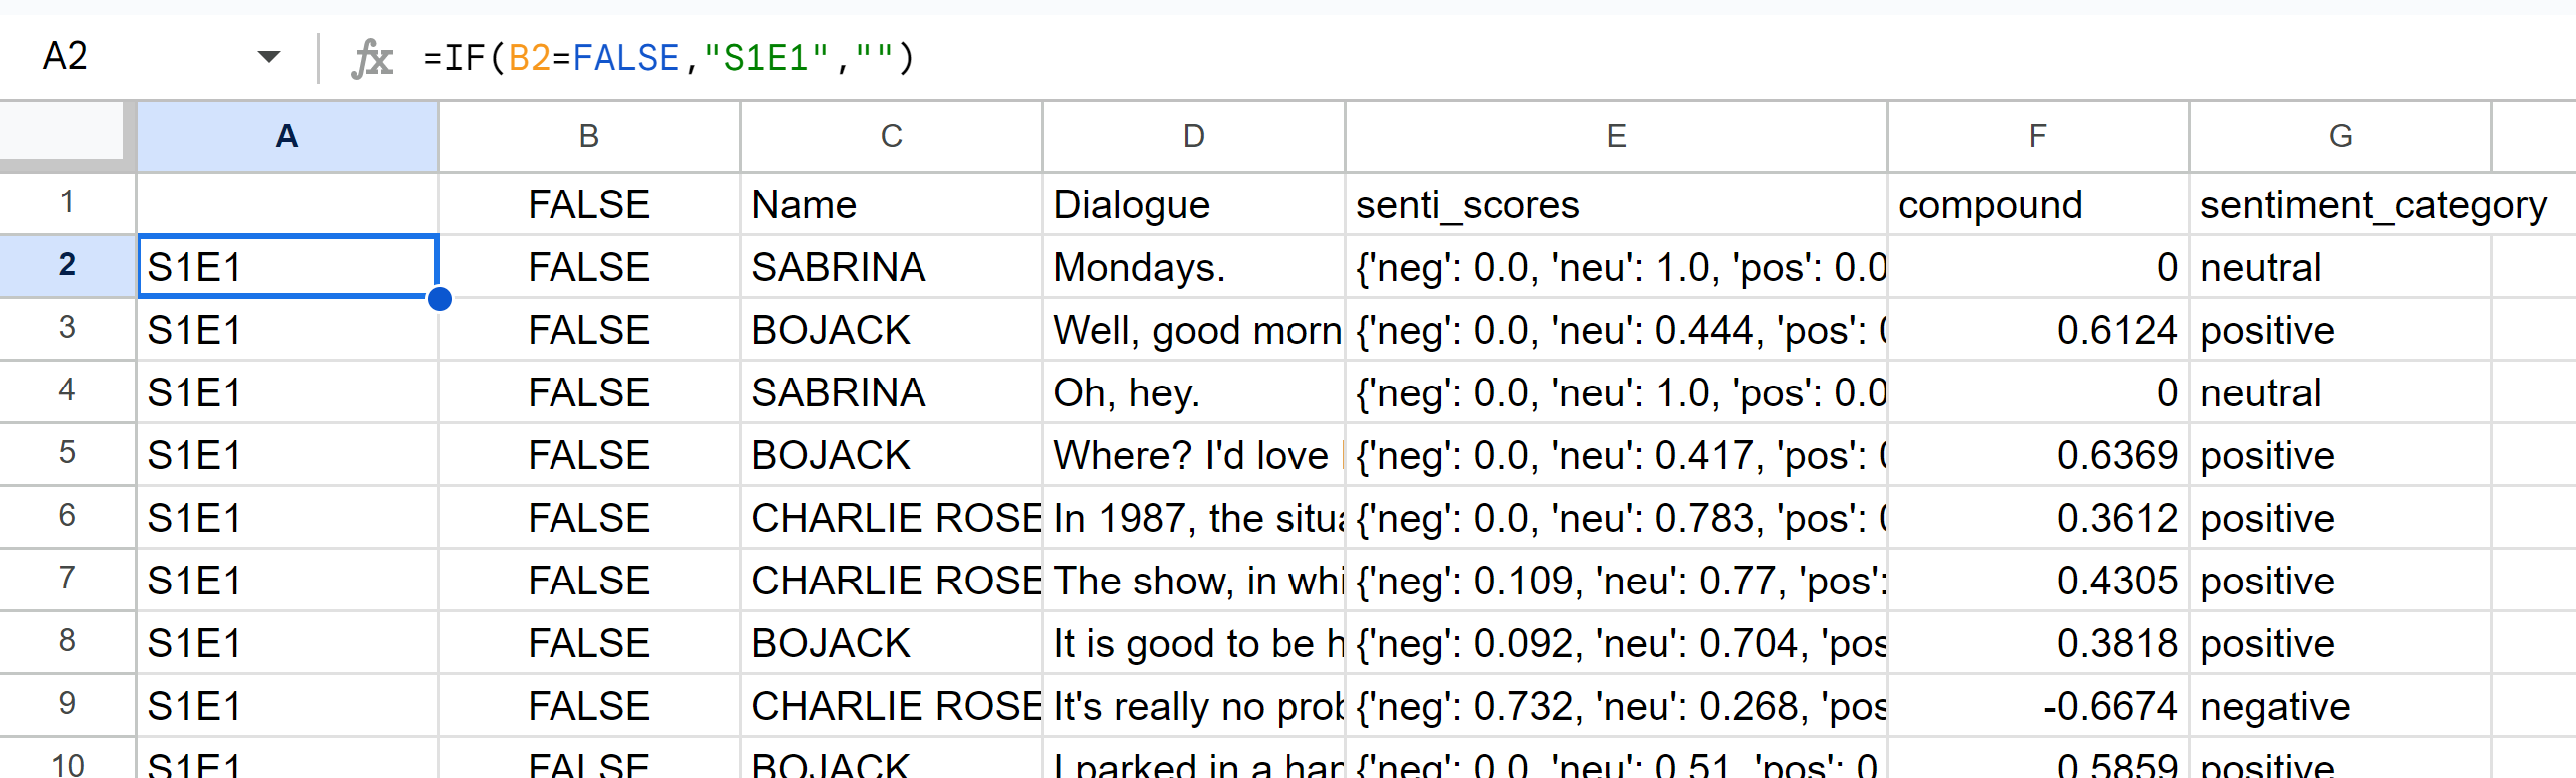 A2 fx =IF(B2=FALSE,"S1E1","")
A B C D E F G
1 FALSE Name Dialogue senti_scores compound sentiment_category
2 S1E1 FALSE SABRINA Mondays. {'neg': 0.0, 'neu': 1.0, 'pos': 0.0 0 neutral
3 S1E1 FALSE BOJACK Well, good morn {'neg': 0.0, 'neu': 0.444, 'pos': 0.6124 positive
4 S1E1 FALSE SABRINA Oh, hey. {'neg': 0.0, 'neu': 1.0, 'pos': 0.0 0 neutral
5 S1E1 FALSE BOJACK Where? I'd love {'neg': 0.0, 'neu': 0.417, 'pos': 0.6369 positive
6 S1E1 FALSE CHARLIE ROSE In 1987, the situa {'neg': 0.0, 'neu': 0.783, 'pos': 0.3612 positive
7 S1E1 FALSE CHARLIE ROSE The show, in whi {'neg': 0.109, 'neu': 0.77, 'pos': 0.4305 positive
8 S1E1 FALSE BOJACK It is good to be h {'neg': 0.092, 'neu': 0.704, 'pos 0.3818 positive
9 S1E1 FALSE CHARLIE ROSE It's really no prob {'neg': 0.732, 'neu': 0.268, 'pos -0.6674 negative
10 S1E1 FALSE BOJACK I parked in a han {'neg': 0.0, 'neu': 0.51, 'pos': 0. 0.5859 positive